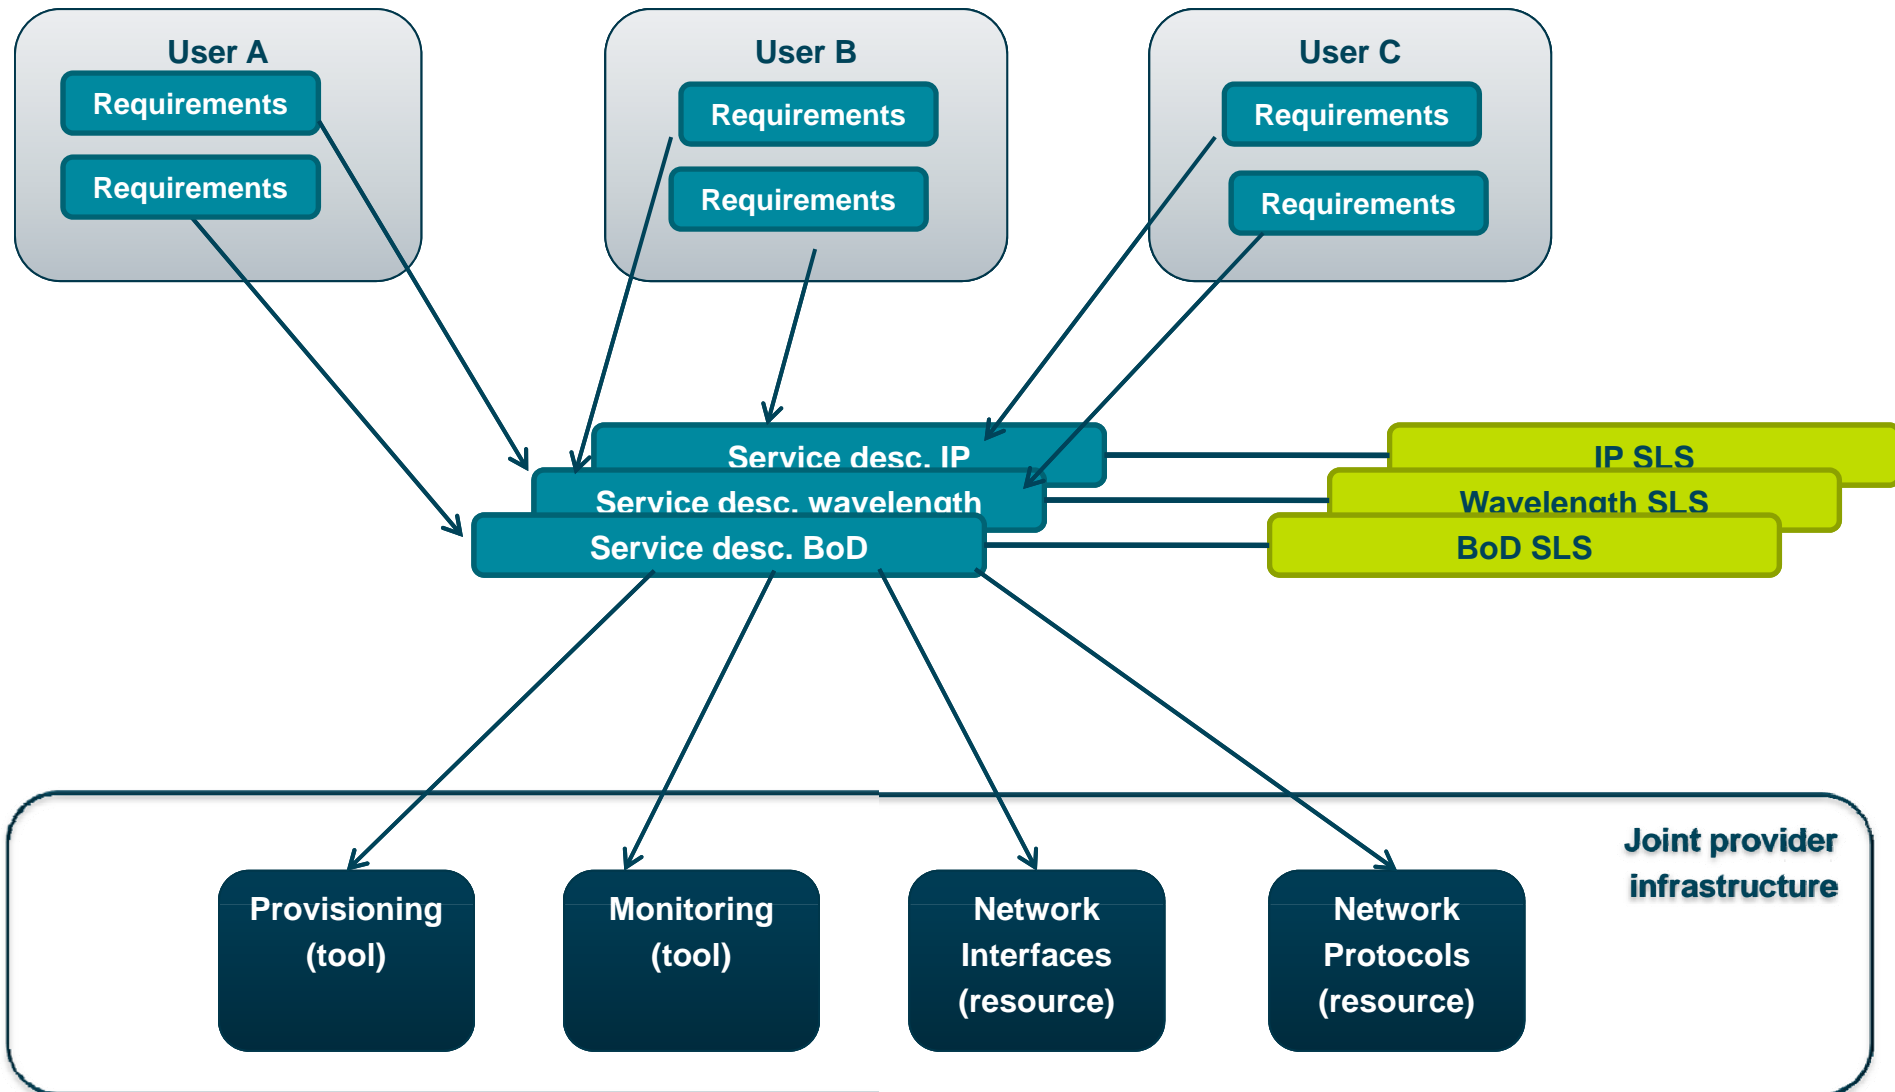 User A
Requirements
Requirements
User B
Requirements
Requirements
User C
Requirements
Requirements
Service desc. IP
Service desc. wavelength
Service desc. BoD
IP SLS
Wavelength SLS
BoD SLS
Joint provider
infrastructure
Provisioning
(tool)
Monitoring
(tool)
Network
Interfaces
(resource)
Network
Protocols
(resource)